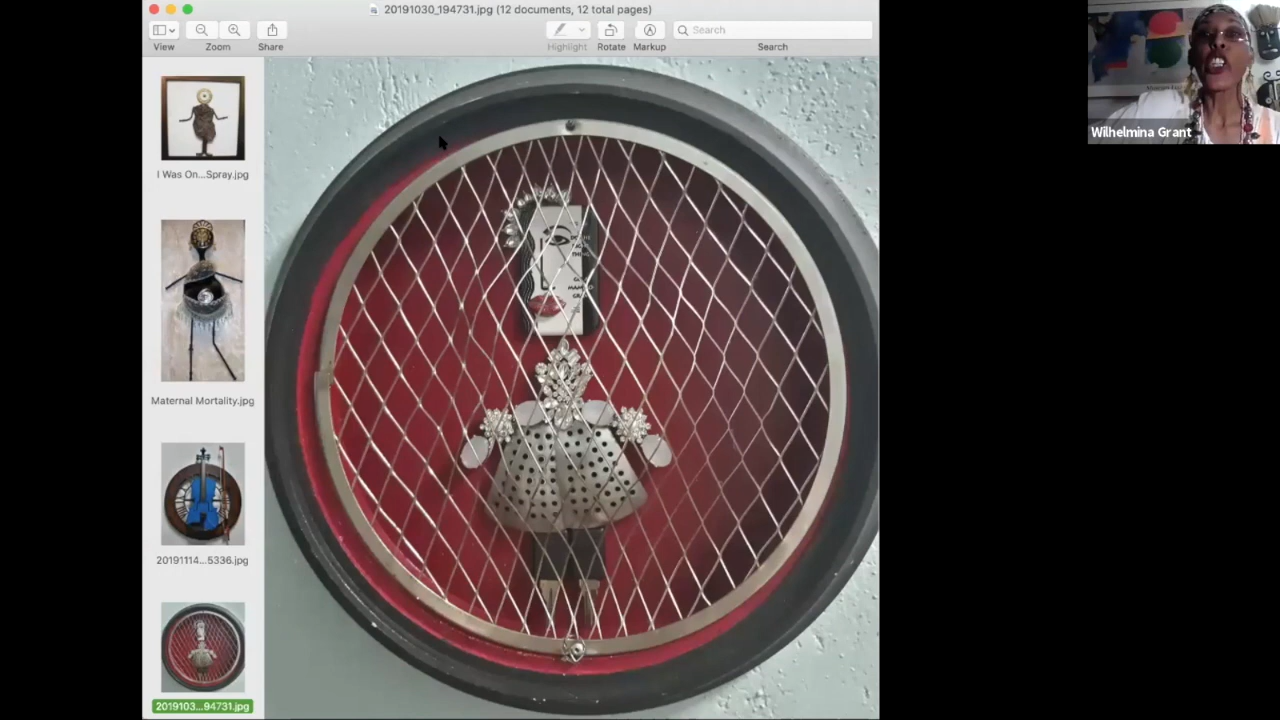 20191030_194731.jpg (12 documents, 12 total pages)
View
Zoom
Share
Highlight
Rotate
Markup
Search
Search
I Was On...Spray.jpg
Maternal Mortality.jpg
20191114...5336.jpg
2019103...94731.jpg
Wilhelmina Grant